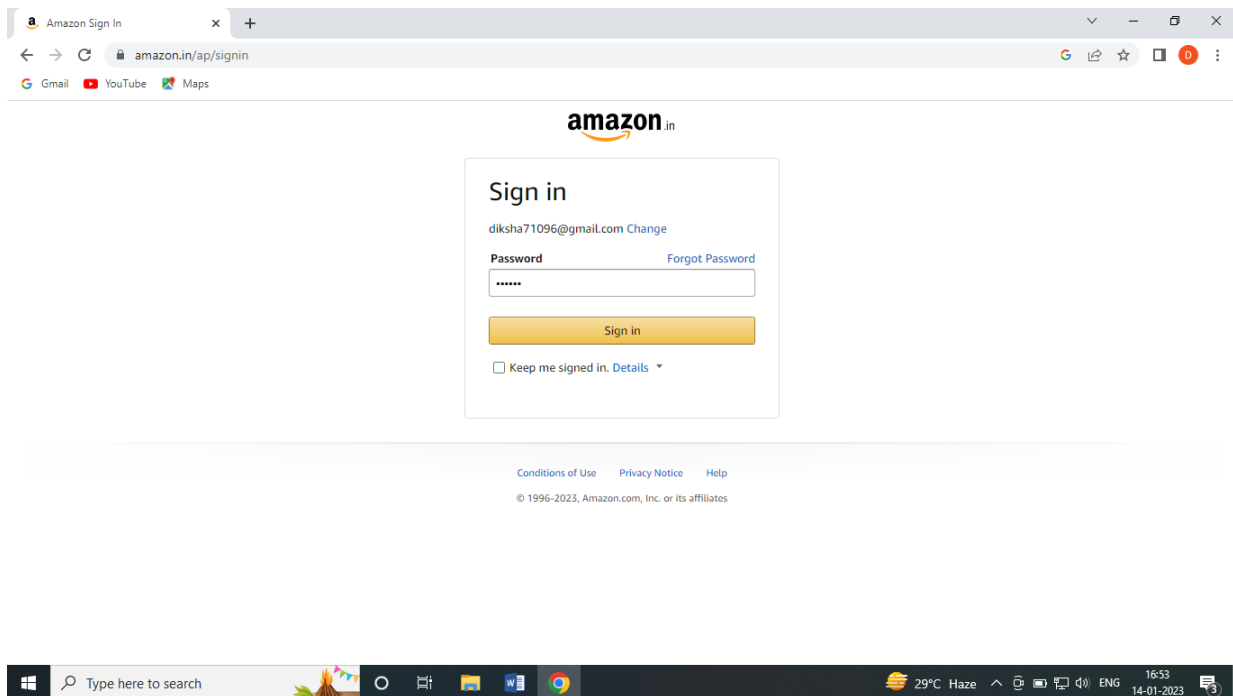 Amazon Sign In
amazon.in/ap/signin
Gmail YouTube Maps
amazon.in
Sign in
diksha71096@gmail.com Change
Password Forgot Password
••••••
Sign in
Keep me signed in. Details
Conditions of Use Privacy Notice Help
© 1996-2023, Amazon.com, Inc. or its affiliates
Type here to search 29°C Haze ENG 16:53
14-01-2023 3